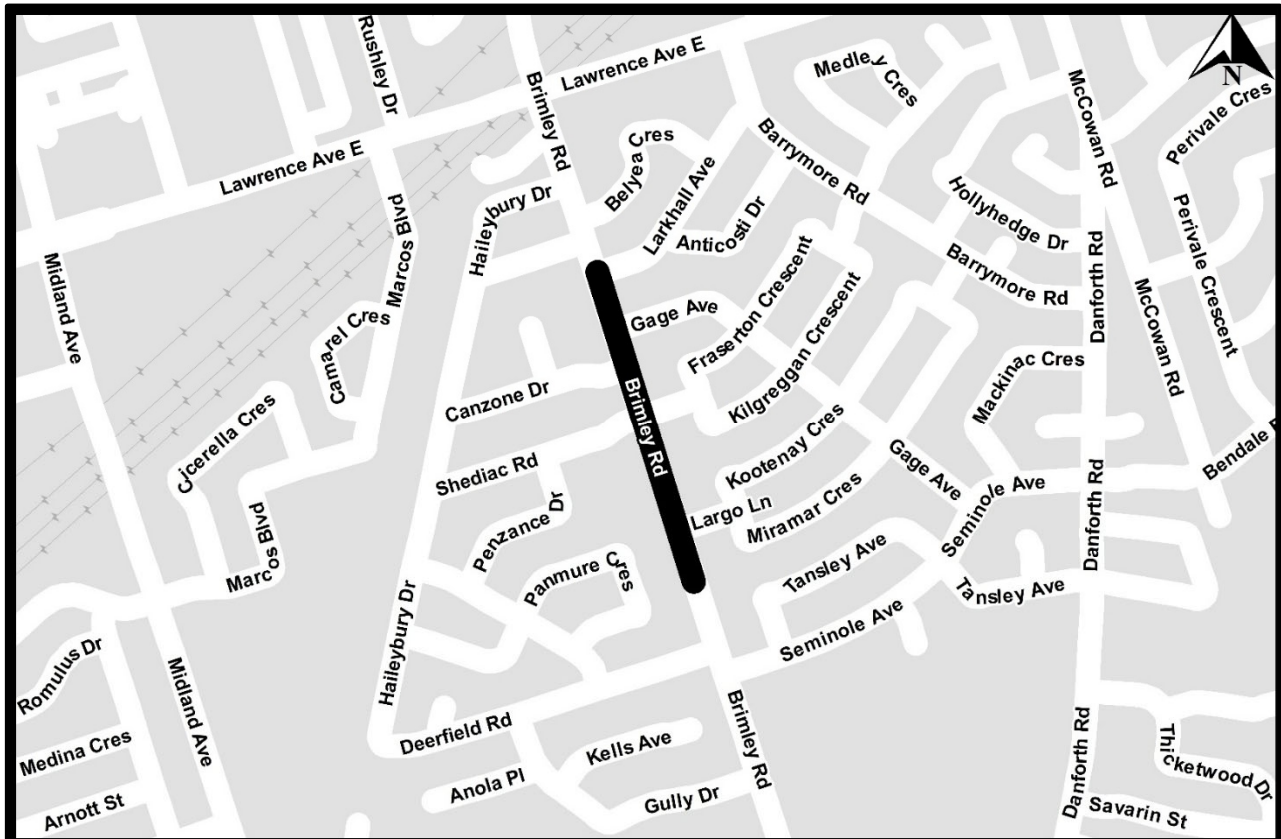 Rushley Dr
Brimley Rd
Lawrence Ave E
Medley Cres
McCowan Rd
N
Perivale Cres
Lawrence Ave E
Marcos Blvd
Haileybury Dr
Belyea Cres
Larkhall Ave
Barrymore Rd
Anticosti Dr
Hollyhedge Dr
Barrymore Rd
Danforth Rd
Perivale Crescent
McCowan Rd
Midland Ave
Camarel Cres
Gage Ave
Fraserton Crescent
Kilgreggan Crescent
Mackinac Cres
Canzone Dr
Brimley Rd
Cicerella Cres
Shediac Rd
Kootenay Cres
Gage Ave
Seminole Ave
Danforth Rd
Bendale
Largo Ln
Miramar Cres
Penzance Dr
Marcos Blvd
Panmure Cres
Tansley Ave
Tansley Ave
Seminole Ave
Haileybury Dr
Romulus Dr
Midland Ave
Medina Cres
Arnott St
Deerfield Rd
Brimley Rd
Kells Ave
Anola Pl
Gully Dr
Danforth Rd
Thicketwood Dr
Savarin St